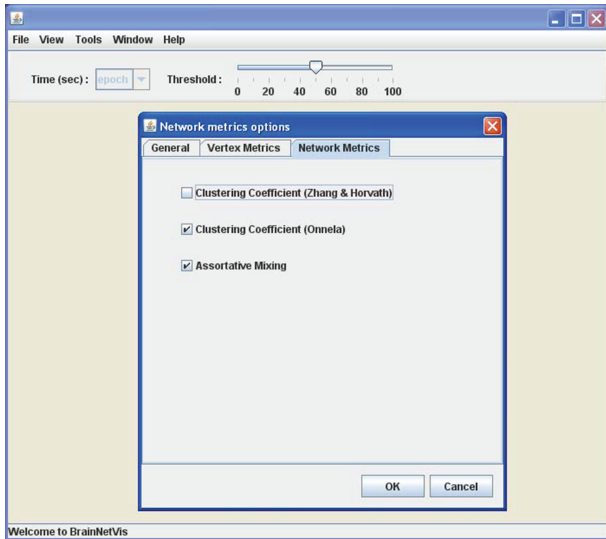 File View Tools Window Help
Time (sec) : epoch Threshold :
0 20 40 60 80 100
Network metrics options
General Vertex Metrics Network Metrics
Clustering Coefficient (Zhang & Horvath)
Clustering Coefficient (Onnela)
Assortative Mixing
OK Cancel
Welcome to BrainNetVis